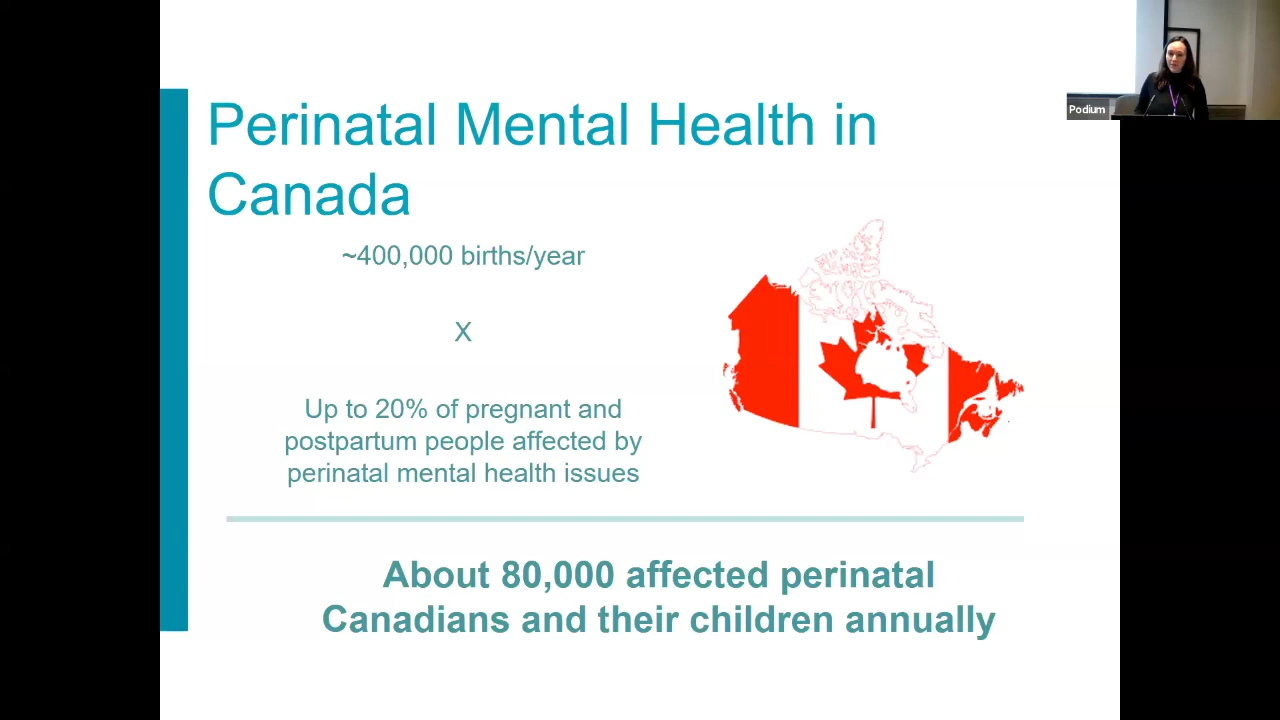 Perinatal Mental Health in
Canada
~400,000 births/year
X
Up to 20% of pregnant and
postpartum people affected by
perinatal mental health issues
About 80,000 affected perinatal
Canadians and their children annually
Podium